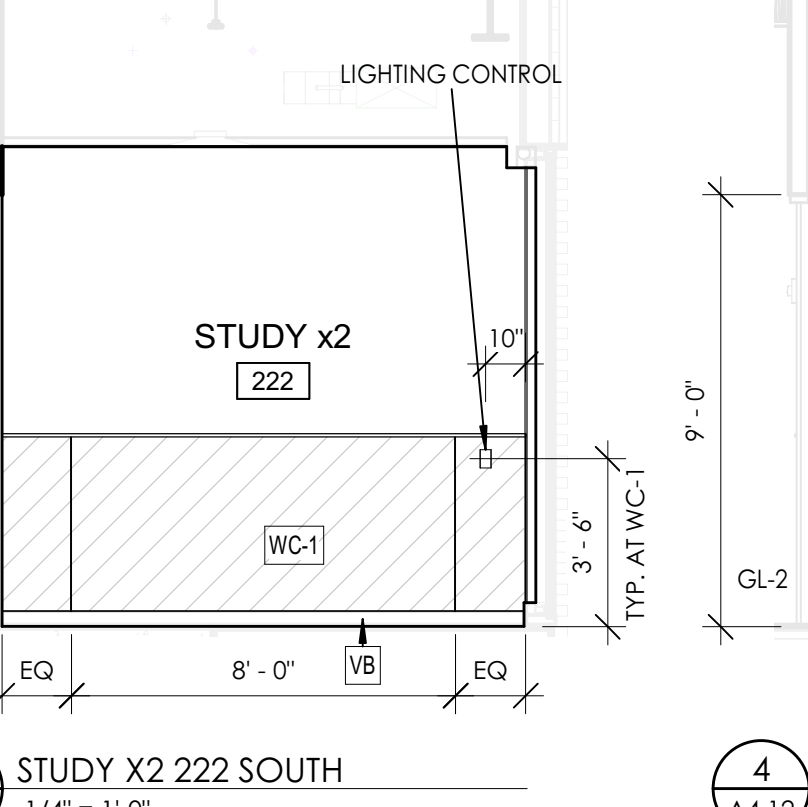 LIGHTING CONTROL
10"
STUDY x2
222
9' - 0"
WC-1
3' - 6"
TYP. AT WC-1
GL-2
EQ
8' - 0"
VB
EQ
STUDY X2 222 SOUTH
4